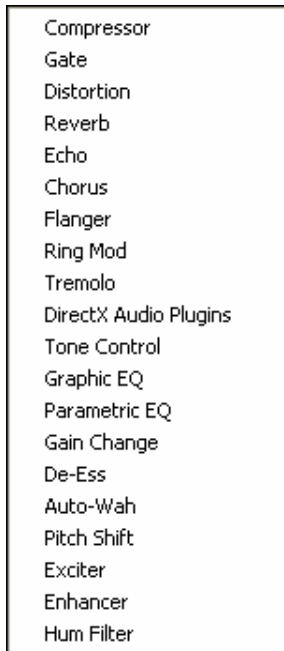 Compressor
Gate
Distortion
Reverb
Echo
Chorus
Flanger
Ring Mod
Tremolo
DirectX Audio Plugins
Tone Control
Graphic EQ
Parametric EQ
Gain Change
De-Ess
Auto-Wah
Pitch Shift
Exciter
Enhancer
Hum Filter